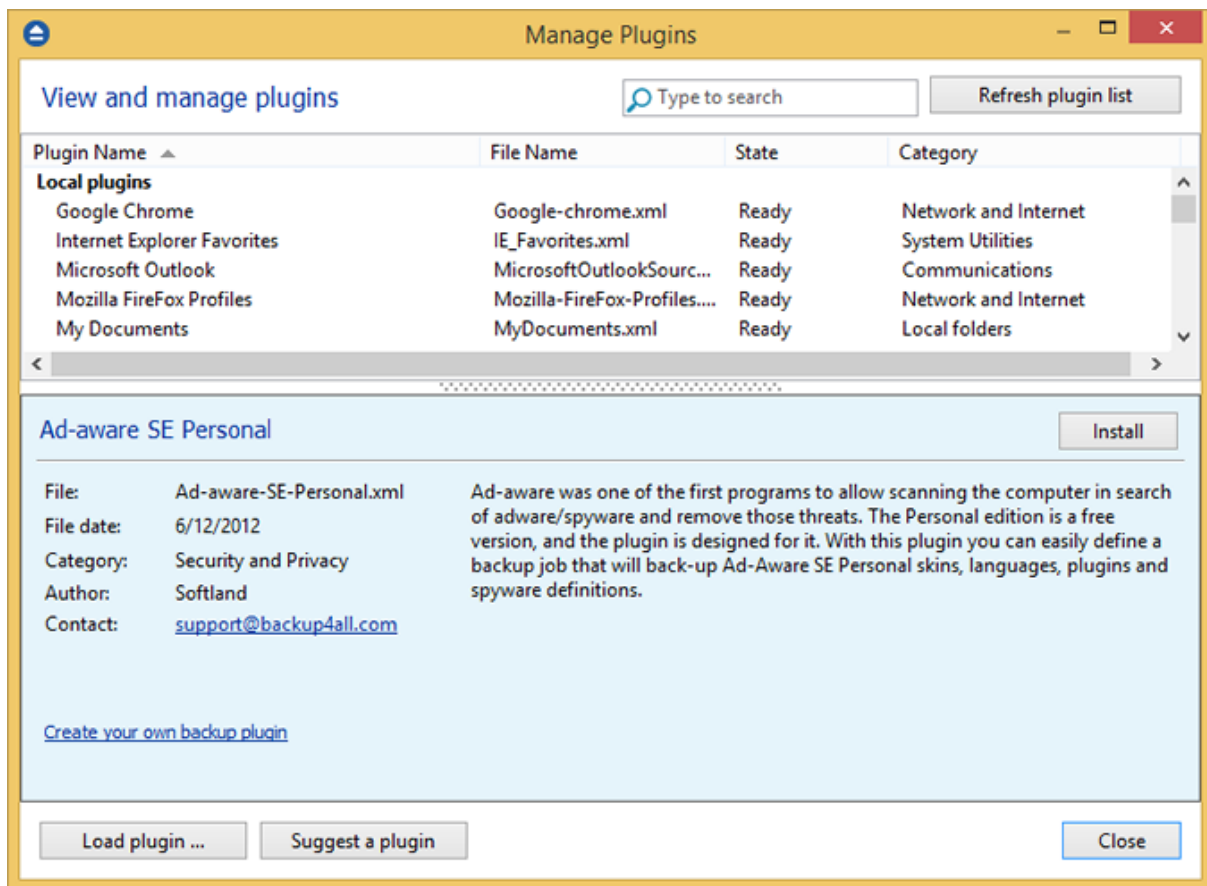 Manage Plugins
View and manage plugins
Type to search
Refresh plugin list
Plugin Name File Name State Category
Local plugins
Google Chrome Google-chrome.xml Ready Network and Internet
Internet Explorer Favorites IE_Favorites.xml Ready System Utilities
Microsoft Outlook MicrosoftOutlookSourc... Ready Communications
Mozilla FireFox Profiles Mozilla-FireFox-Profiles.... Ready Network and Internet
My Documents MyDocuments.xml Ready Local folders
Ad-aware SE Personal
Install
File: Ad-aware-SE-Personal.xml
File date: 6/12/2012
Category: Security and Privacy
Author: Softland
Contact: support@backup4all.com
Ad-aware was one of the first programs to allow scanning the computer in search
of adware/spyware and remove those threats. The Personal edition is a free
version, and the plugin is designed for it. With this plugin you can easily define a
backup job that will back-up Ad-Aware SE Personal skins, languages, plugins and
spyware definitions.
Create your own backup plugin
Load plugin ... Suggest a plugin Close